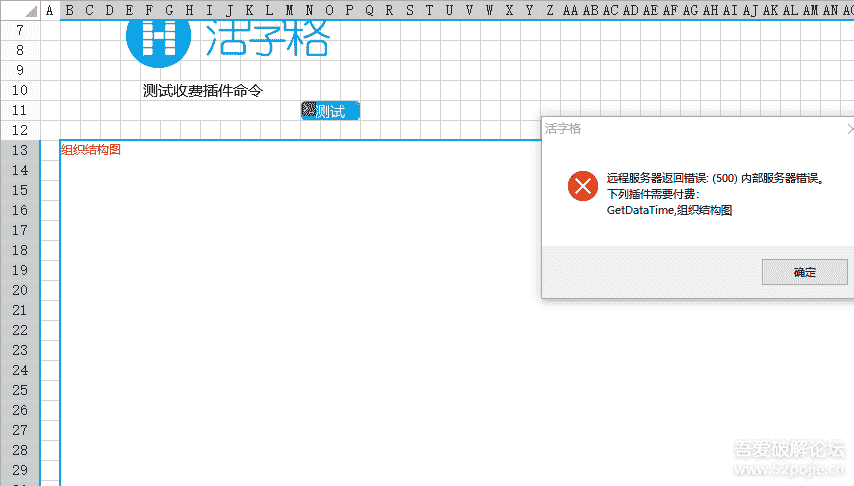 A B C D E F G H I J K L M N O P Q R S T U V W X Y Z AA AB AC AD AE AF AG AH AI AJ AK AL AM AN AO
7
活字格
8
9
10
测试收费插件命令
11
测试
12
13
组织结构图
14
15
16
17
18
19
20
21
22
23
24
25
26
27
28
29
活字格
远程服务器返回错误: (500) 内部服务器错误。
下列插件需要付费:
GetDataTime,组织结构图
确定
吾爱破解论坛
www.52pojie.cn